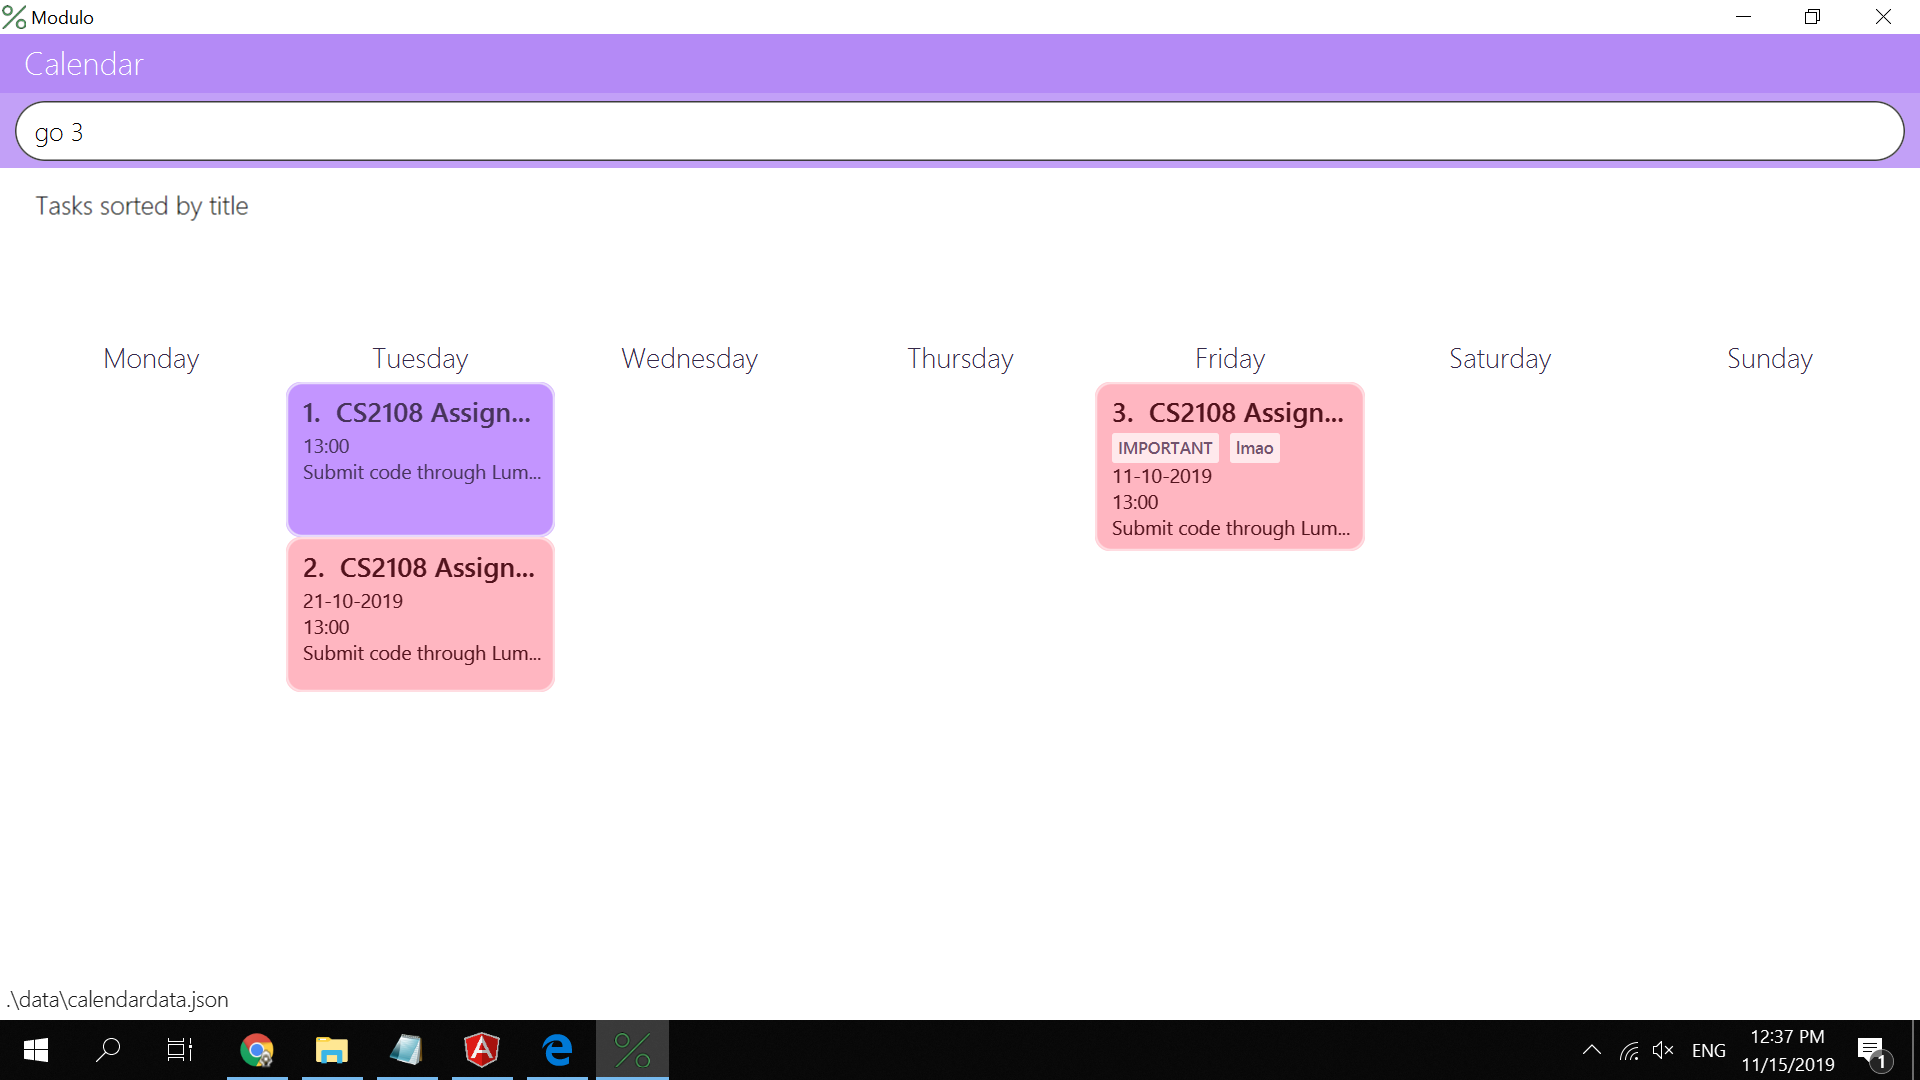 Modulo
Calendar
go 3
Tasks sorted by title
Monday Tuesday Wednesday Thursday Friday Saturday Sunday
1. CS2108 Assign...
13:00
Submit code through Lum...
2. CS2108 Assign...
21-10-2019
13:00
Submit code through Lum...
3. CS2108 Assign...
IMPORTANT lmao
11-10-2019
13:00
Submit code through Lum...
.\data\calendardata.json
ENG
12:37 PM
11/15/2019
1